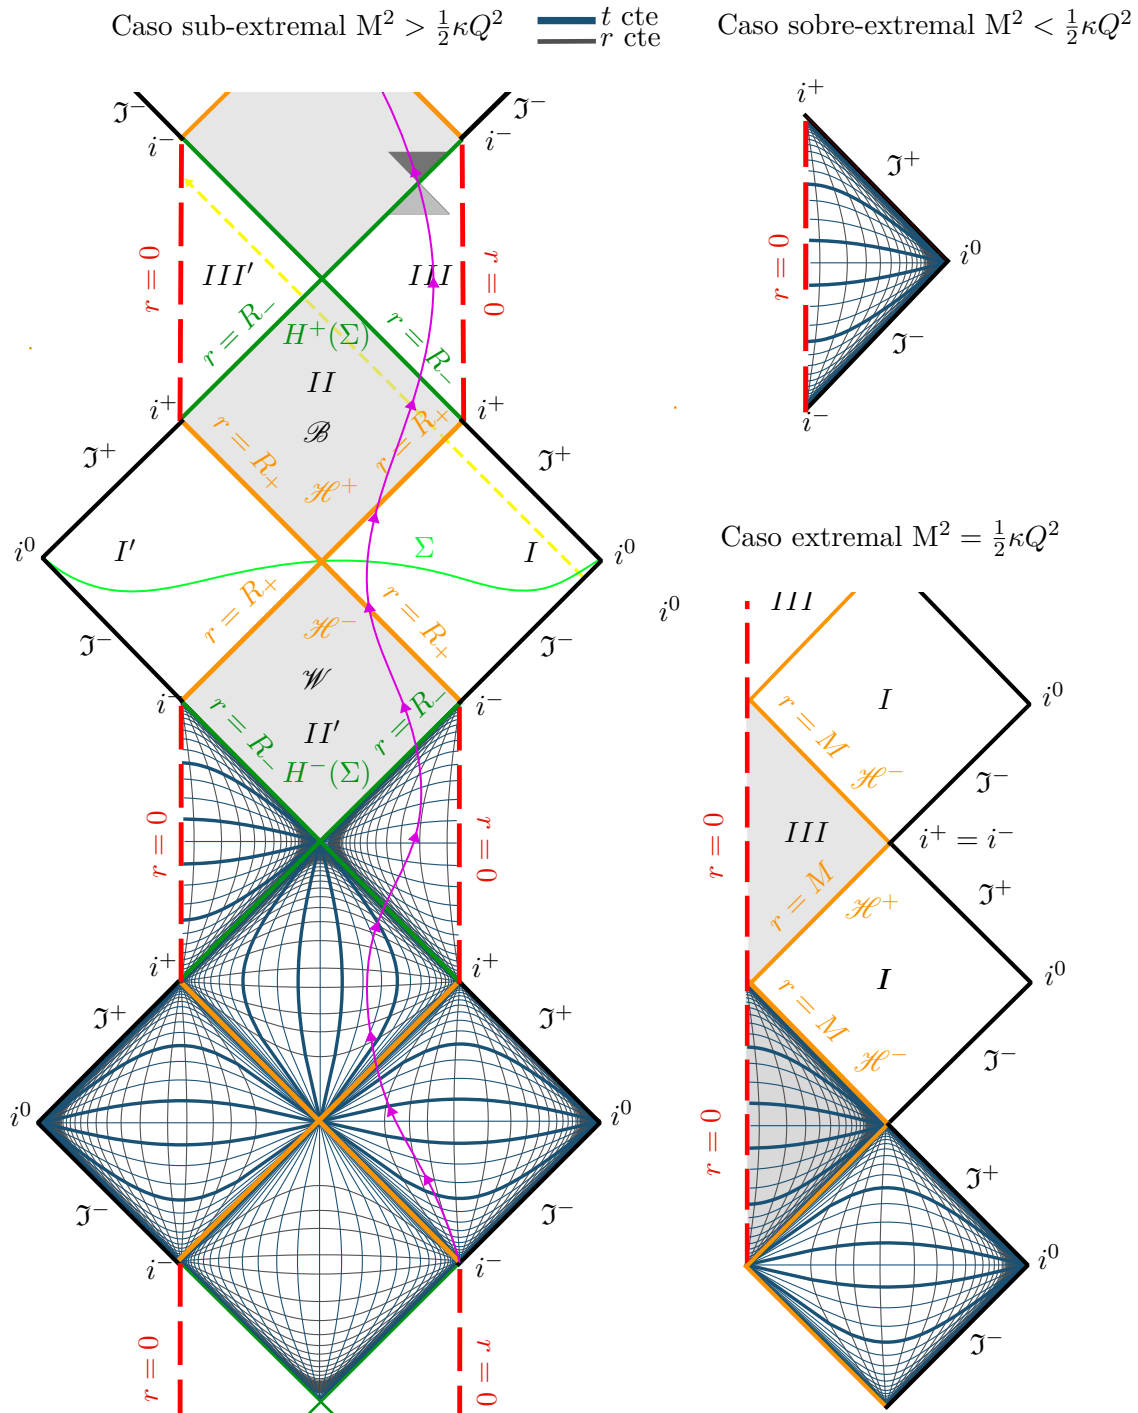 Caso sub-extremal M² > ½κQ²
t cte
r cte
Caso sobre-extremal M² < ½κQ²
ℑ⁻
ℑ⁻
i⁻
i⁻
r = 0
III′
III
r = 0
r = R₋
H⁺(Σ)
r = R₋
II
i⁺
i⁺
ℬ
r = R₊
r = R₊
ℑ⁺
ℋ⁺
ℑ⁺
i⁰
I′
Σ
I
i⁰
r = R₊
ℋ⁻
r = R₊
ℑ⁻
ℑ⁻
𝒲
i⁻
i⁻
r = R₋
II′
r = R₋
H⁻(Σ)
r = 0
r = 0
i⁺
i⁺
ℑ⁺
ℑ⁺
i⁰
i⁰
ℑ⁻
ℑ⁻
i⁻
i⁻
r = 0
r = 0
i⁺
ℑ⁺
r = 0
i⁰
ℑ⁻
i⁻
Caso extremal M² = ½κQ²
i⁰
III
I
i⁰
r = M
ℋ⁻
ℑ⁻
r = 0
III
i⁺ = i⁻
r = M
ℋ⁺
ℑ⁺
I
i⁰
r = M
ℋ⁻
ℑ⁻
r = 0
ℑ⁺
i⁰
ℑ⁻